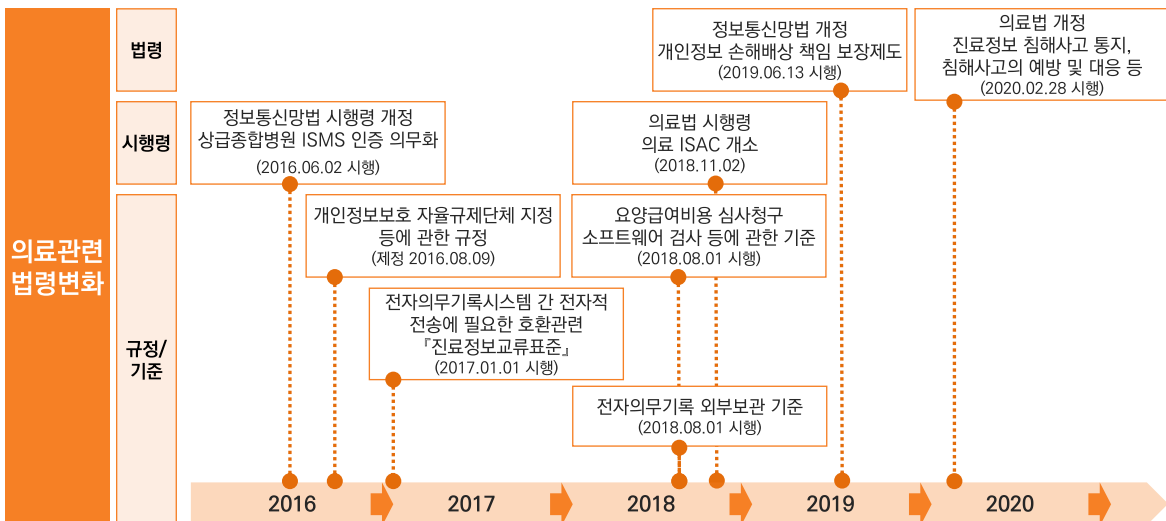 의료관련
법령변화
법령
정보통신망법 개정
개인정보 손해배상 책임 보장제도
(2019.06.13 시행)
의료법 개정
진료정보 침해사고 통지,
침해사고의 예방 및 대응 등
(2020.02.28 시행)
시행령
정보통신망법 시행령 개정
상급종합병원 ISMS 인증 의무화
(2016.06.02 시행)
의료법 시행령
의료 ISAC 개소
(2018.11.02)
규정/
기준
개인정보보호 자율규제단체 지정
등에 관한 규정
(제정 2016.08.09)
요양급여비용 심사청구
소프트웨어 검사 등에 관한 기준
(2018.08.01 시행)
전자의무기록시스템 간 전자적
전송에 필요한 호환관련
『진료정보교류표준』
(2017.01.01 시행)
전자의무기록 외부보관 기준
(2018.08.01 시행)
2016
2017
2018
2019
2020